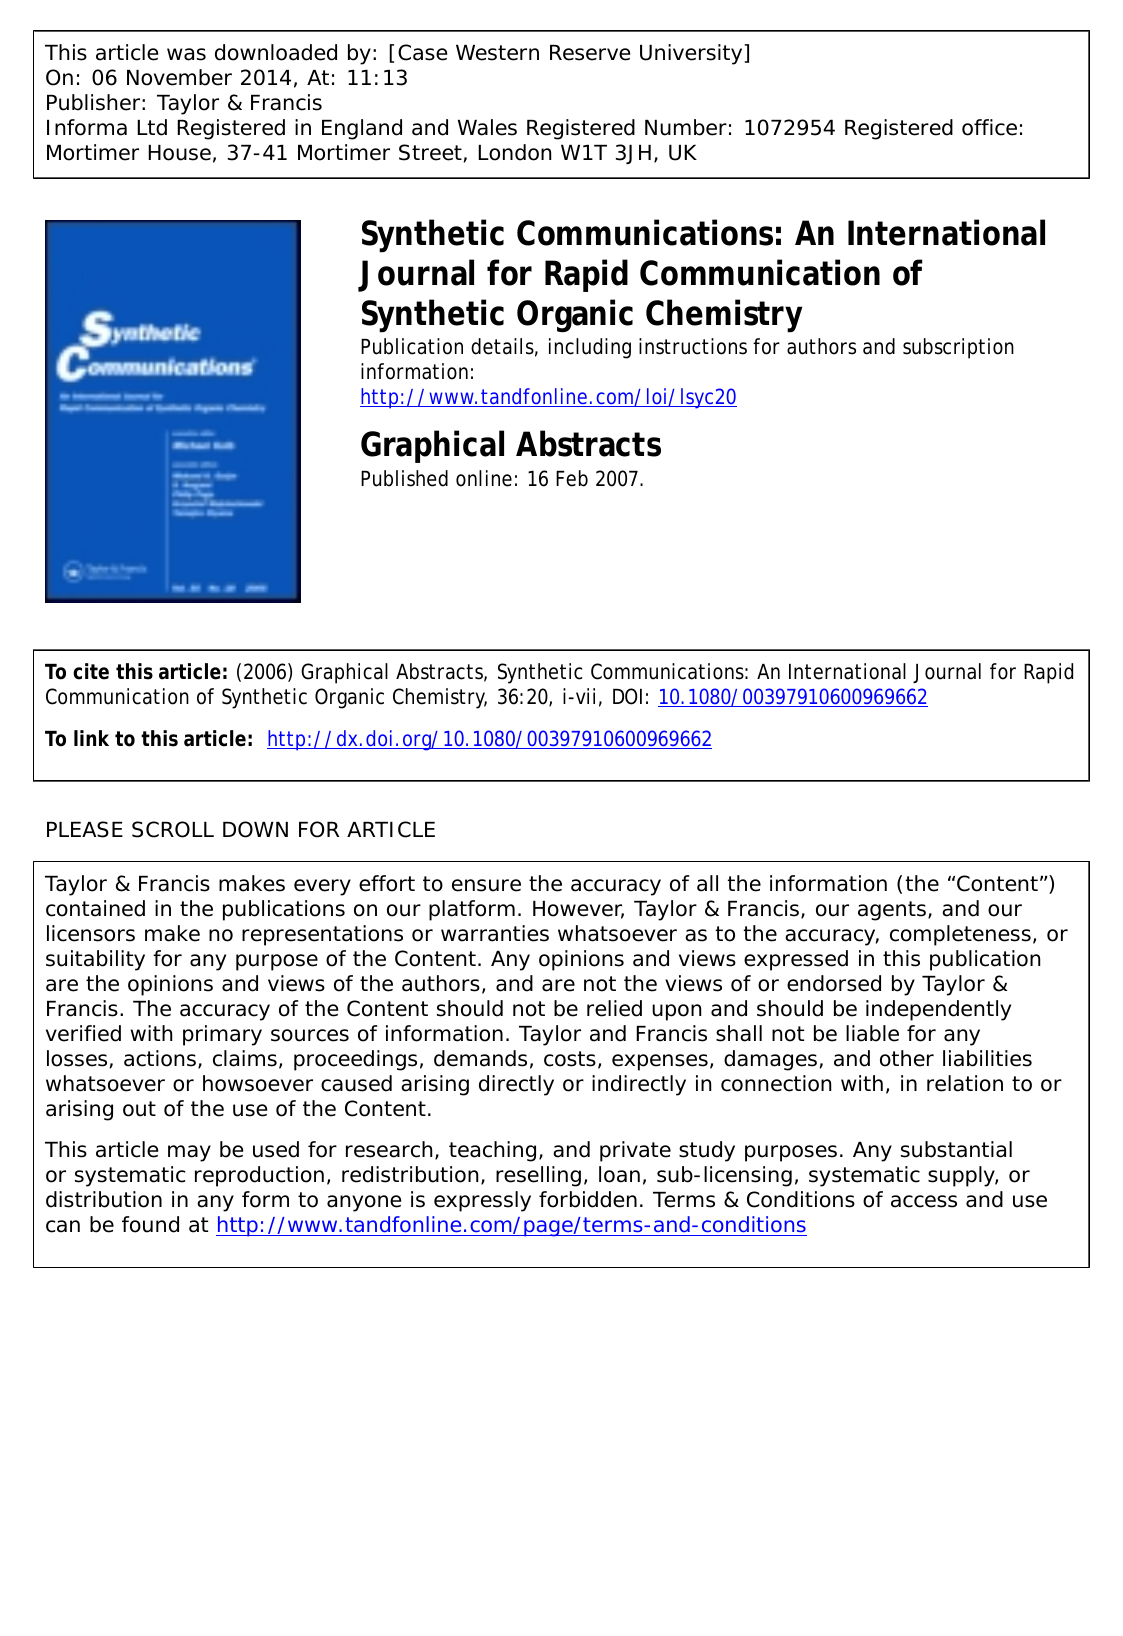 This article was downloaded by: [Case Western Reserve University]
On: 06 November 2014, At: 11:13
Publisher: Taylor & Francis
Informa Ltd Registered in England and Wales Registered Number: 1072954 Registered office:
Mortimer House, 37-41 Mortimer Street, London W1T 3JH, UK
Synthetic
Communications
An International Journal for
Rapid Communication of Synthetic Organic Chemistry
Taylor & Francis
Synthetic Communications: An International
Journal for Rapid Communication of
Synthetic Organic Chemistry
Publication details, including instructions for authors and subscription
information:
http://www.tandfonline.com/loi/lsyc20
Graphical Abstracts
Published online: 16 Feb 2007.
To cite this article: (2006) Graphical Abstracts, Synthetic Communications: An International Journal for Rapid
Communication of Synthetic Organic Chemistry, 36:20, i-vii, DOI: 10.1080/00397910600969662
To link to this article: http://dx.doi.org/10.1080/00397910600969662
PLEASE SCROLL DOWN FOR ARTICLE
Taylor & Francis makes every effort to ensure the accuracy of all the information (the “Content”)
contained in the publications on our platform. However, Taylor & Francis, our agents, and our
licensors make no representations or warranties whatsoever as to the accuracy, completeness, or
suitability for any purpose of the Content. Any opinions and views expressed in this publication
are the opinions and views of the authors, and are not the views of or endorsed by Taylor &
Francis. The accuracy of the Content should not be relied upon and should be independently
verified with primary sources of information. Taylor and Francis shall not be liable for any
losses, actions, claims, proceedings, demands, costs, expenses, damages, and other liabilities
whatsoever or howsoever caused arising directly or indirectly in connection with, in relation to or
arising out of the use of the Content.
This article may be used for research, teaching, and private study purposes. Any substantial
or systematic reproduction, redistribution, reselling, loan, sub-licensing, systematic supply, or
distribution in any form to anyone is expressly forbidden. Terms & Conditions of access and use
can be found at http://www.tandfonline.com/page/terms-and-conditions